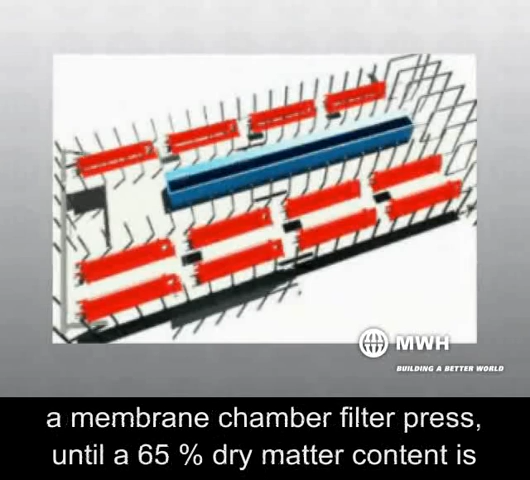 MWH
BUILDING A BETTER WORLD
a membrane chamber filter press,
until a 65 % dry matter content is